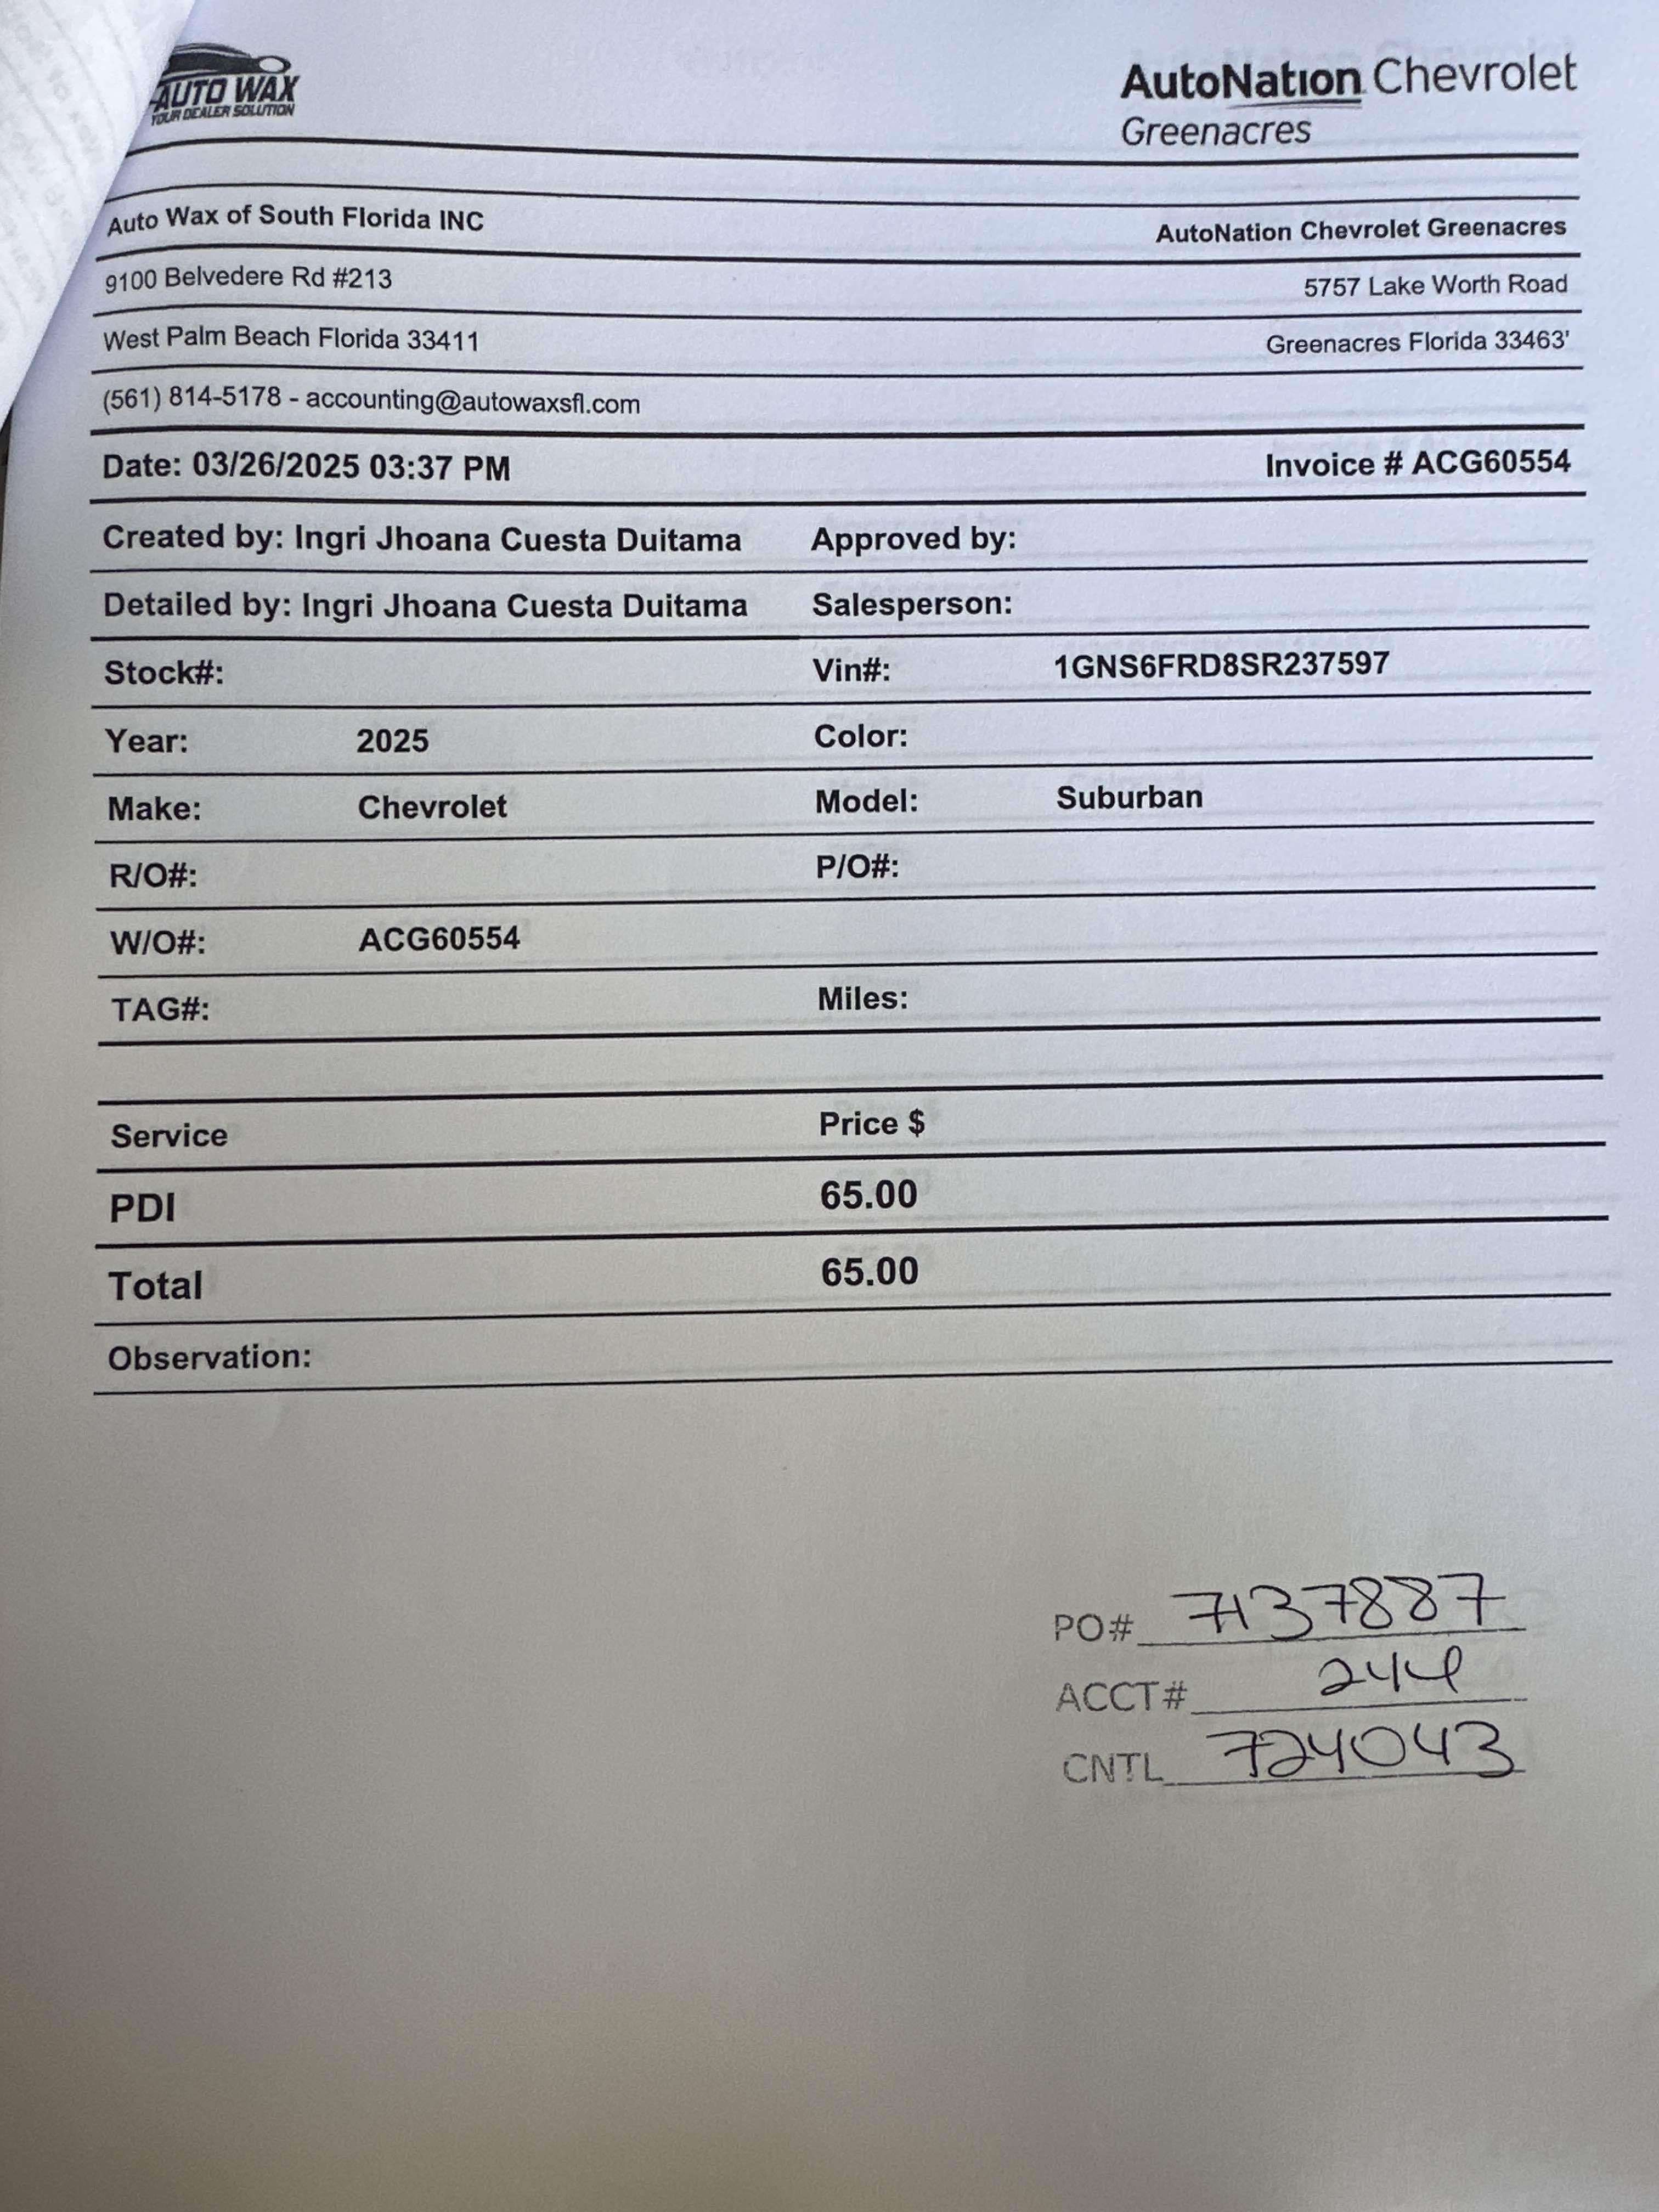 AUTO WAX
YOUR DEALER SOLUTION
AutoNation Chevrolet
Greenacres
Auto Wax of South Florida INC
AutoNation Chevrolet Greenacres
9100 Belvedere Rd #213
5757 Lake Worth Road
West Palm Beach Florida 33411
Greenacres Florida 33463'
(561) 814-5178 - accounting@autowaxsfl.com
Date: 03/26/2025 03:37 PM
Invoice # ACG60554
Created by: Ingri Jhoana Cuesta Duitama
Approved by:
Detailed by: Ingri Jhoana Cuesta Duitama
Salesperson:
Stock#:
Vin#: 1GNS6FRD8SR237597
Year: 2025
Color:
Make: Chevrolet
Model: Suburban
R/O#:
P/O#:
W/O#: ACG60554
TAG#:
Miles:
Service Price $
PDI 65.00
Total 65.00
Observation:
PO# 7137887
ACCT# 244
CNTL 724043